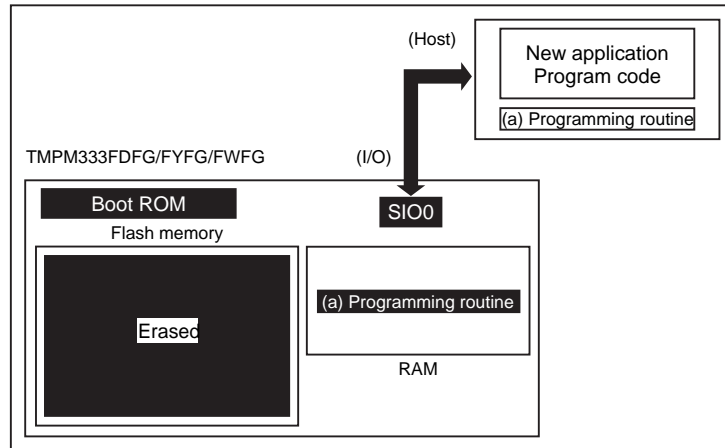 (Host)
New application
Program code
(a) Programming routine
TMPM333FDFG/FYFG/FWFG
(I/O)
Boot ROM
SIO0
Flash memory
(a) Programming routine
Erased
RAM